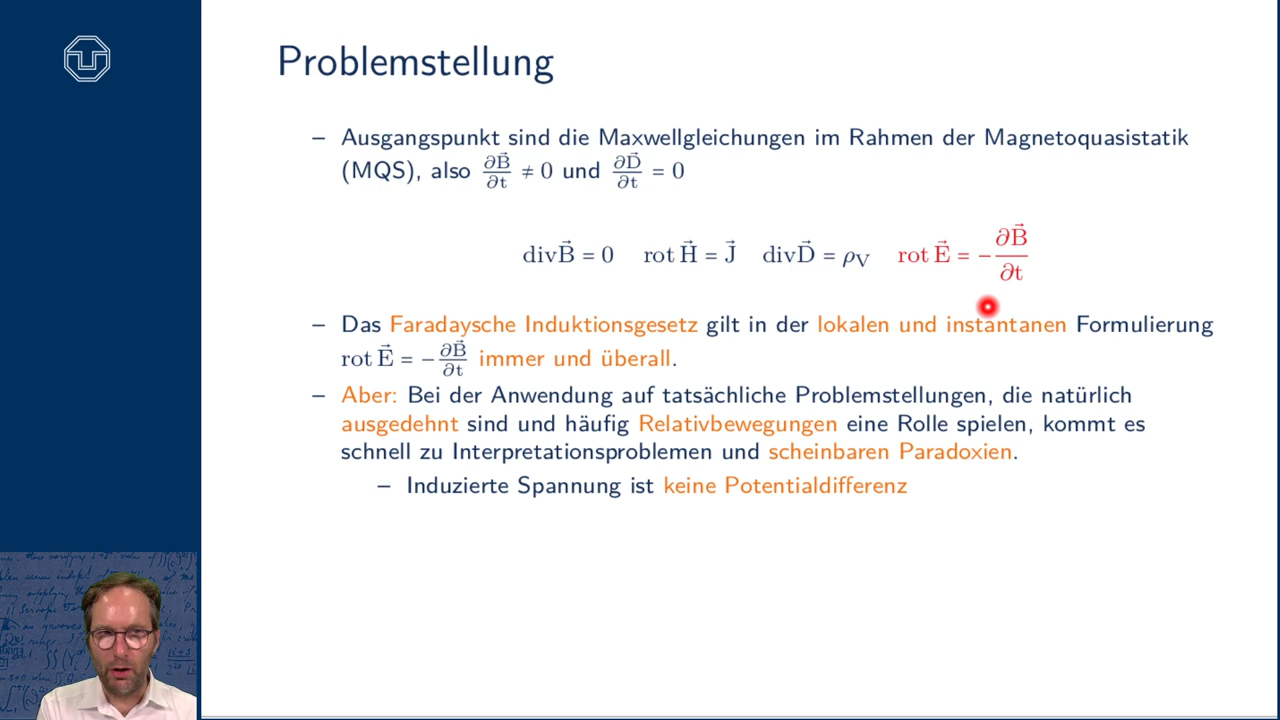 Problemstellung
– Ausgangspunkt sind die Maxwellgleichungen im Rahmen der Magnetoquasistatik
(MQS), also ∂B⃗/∂t ≠ 0 und ∂D⃗/∂t = 0
divB⃗ = 0 rot H⃗ = J⃗ divD⃗ = ρV rot E⃗ = −∂B⃗/∂t
– Das Faradaysche Induktionsgesetz gilt in der lokalen und instantanen Formulierung
rot E⃗ = −∂B⃗/∂t immer und überall.
– Aber: Bei der Anwendung auf tatsächliche Problemstellungen, die natürlich
ausgedehnt sind und häufig Relativbewegungen eine Rolle spielen, kommt es
schnell zu Interpretationsproblemen und scheinbaren Paradoxien.
– Induzierte Spannung ist keine Potentialdifferenz